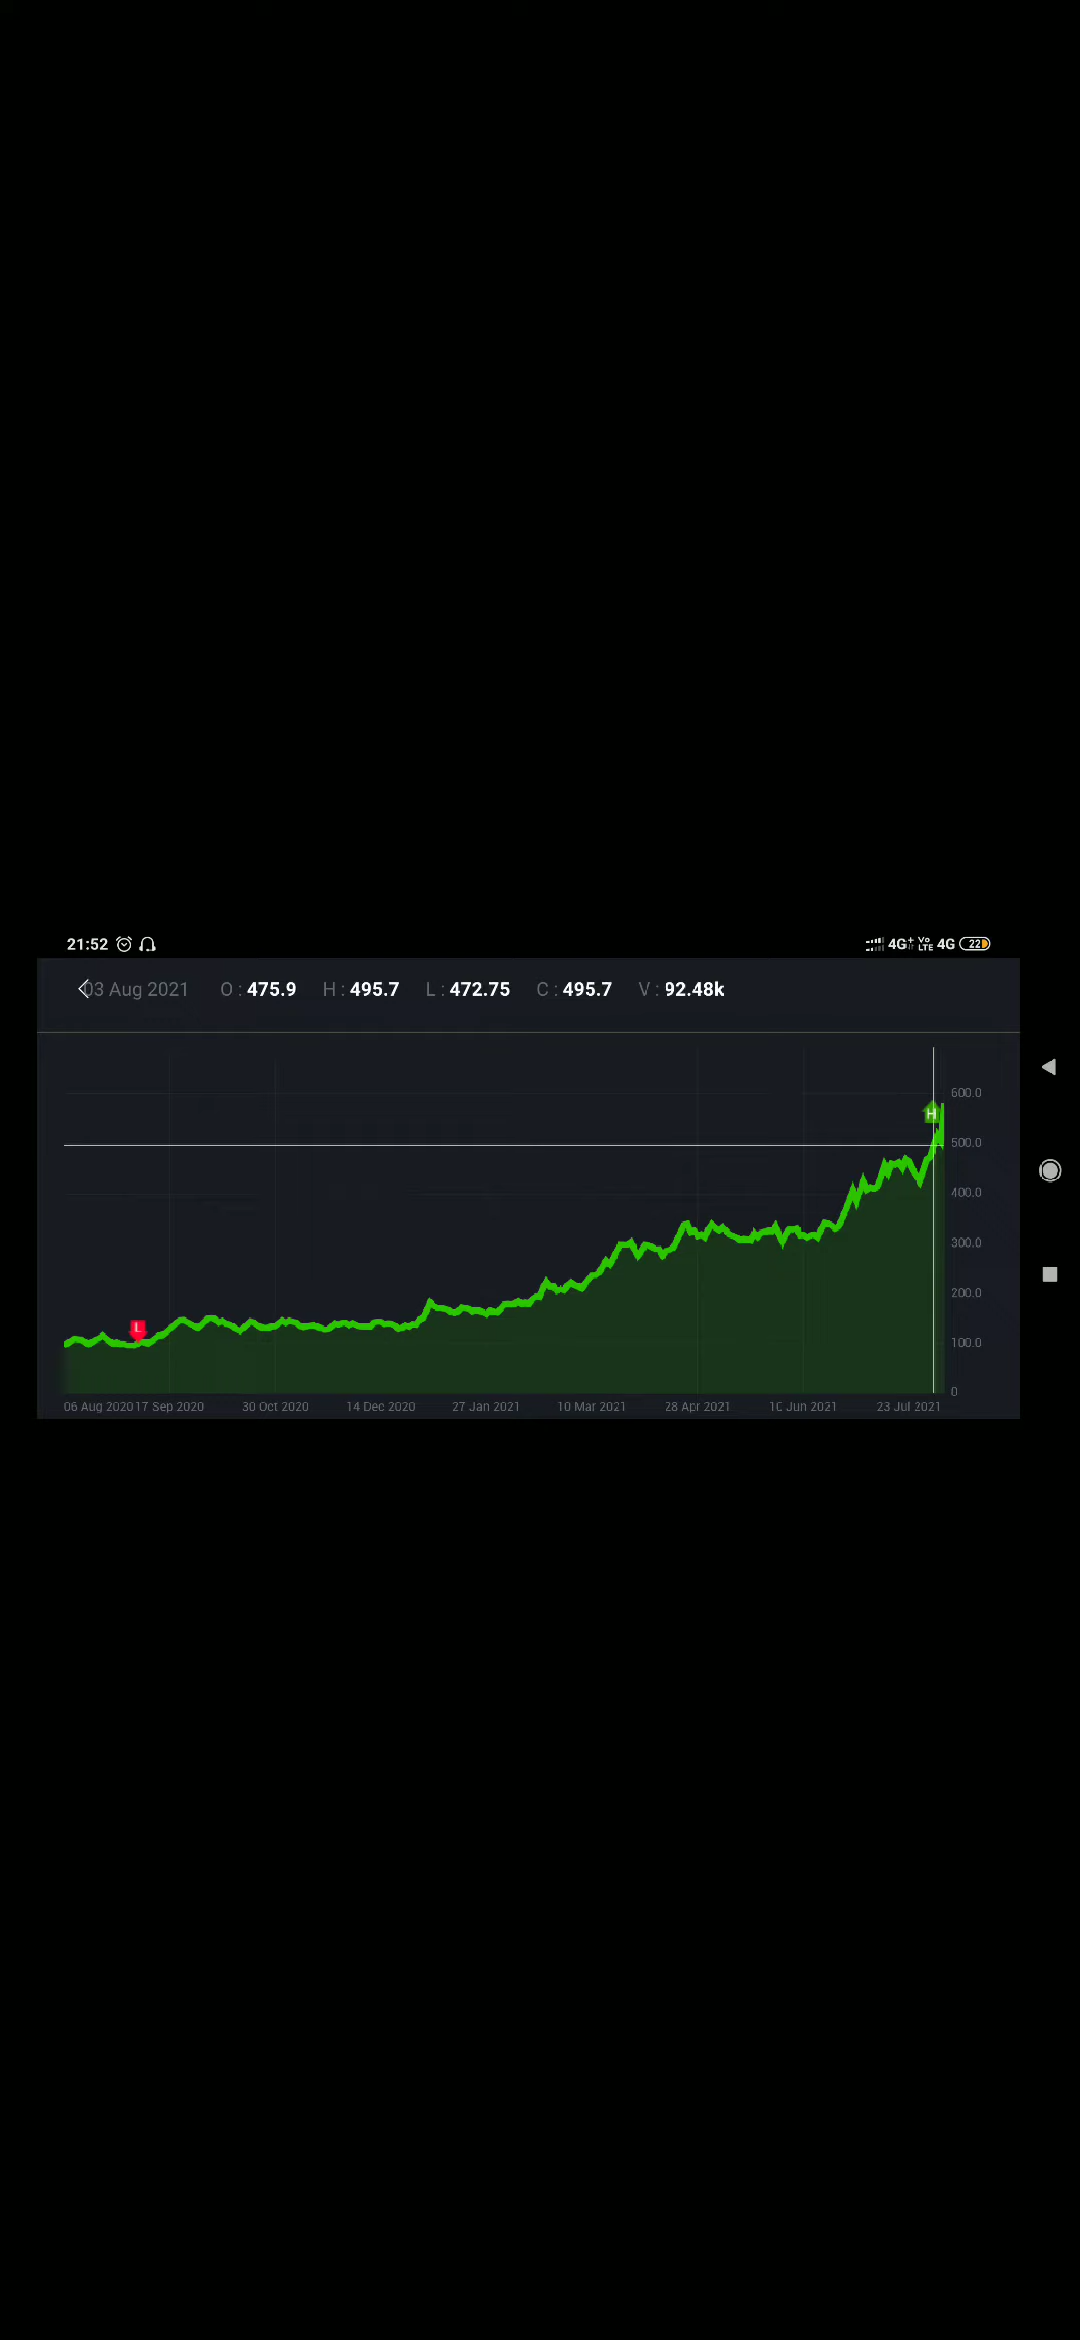 21:52 4G+ Vo LTE 4G 22
03 Aug 2021 O : 475.9 H : 495.7 L : 472.75 C : 495.7 V : 92.48k
600.0
H
500.0
400.0
300.0
200.0
L
100.0
0
06 Aug 2020 17 Sep 2020 30 Oct 2020 14 Dec 2020 27 Jan 2021 10 Mar 2021 28 Apr 2021 10 Jun 2021 23 Jul 2021